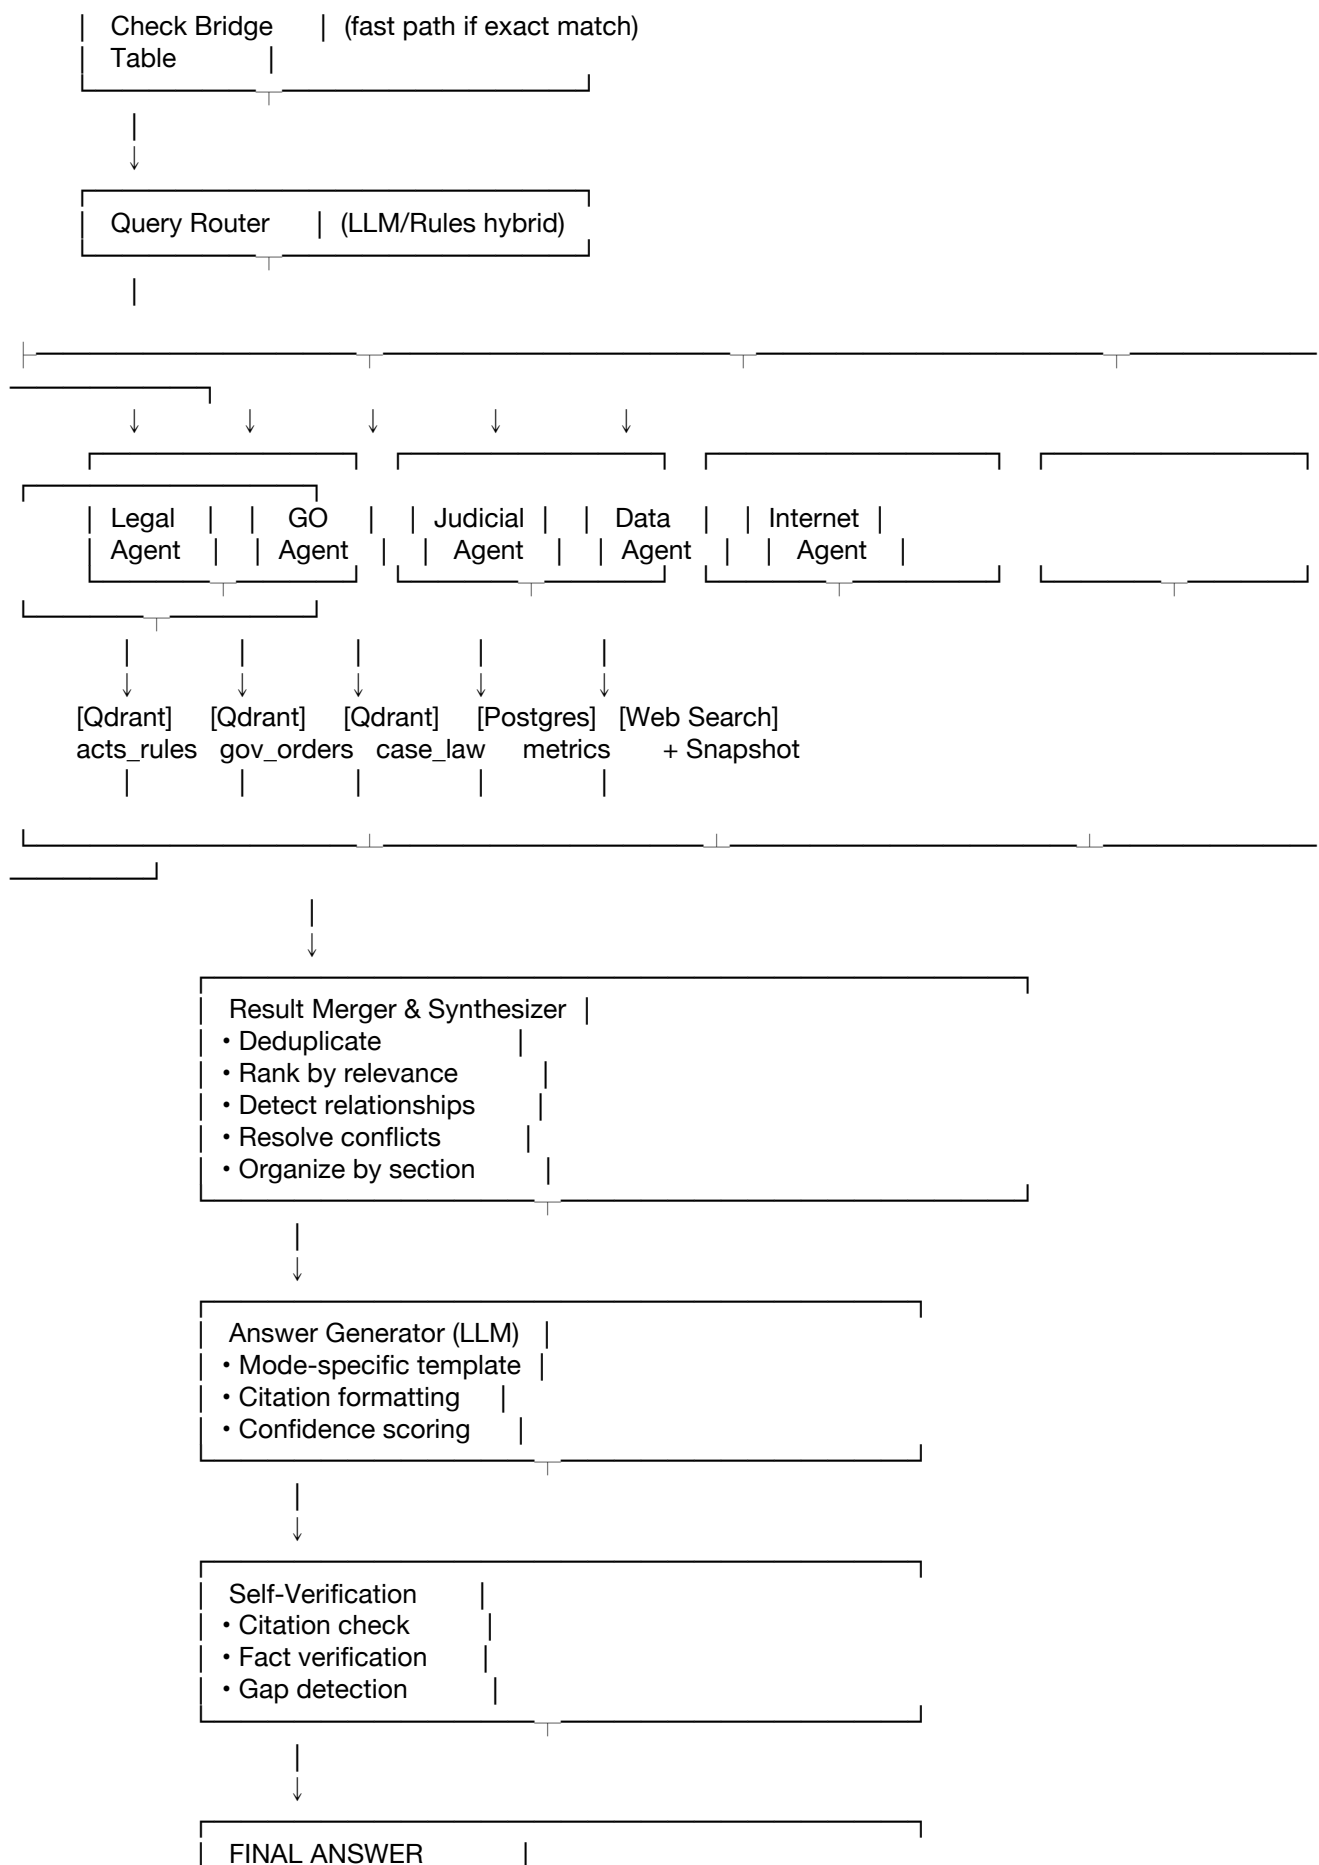 Check Bridge (fast path if exact match)
Table
Query Router (LLM/Rules hybrid)
↓ ↓ ↓ ↓ ↓
Legal GO Judicial Data Internet
Agent Agent Agent Agent Agent
[Qdrant] [Qdrant] [Qdrant] [Postgres] [Web Search]
acts_rules gov_orders case_law metrics + Snapshot
Result Merger & Synthesizer
• Deduplicate
• Rank by relevance
• Detect relationships
• Resolve conflicts
• Organize by section
Answer Generator (LLM)
• Mode-specific template
• Citation formatting
• Confidence scoring
Self-Verification
• Citation check
• Fact verification
• Gap detection
FINAL ANSWER